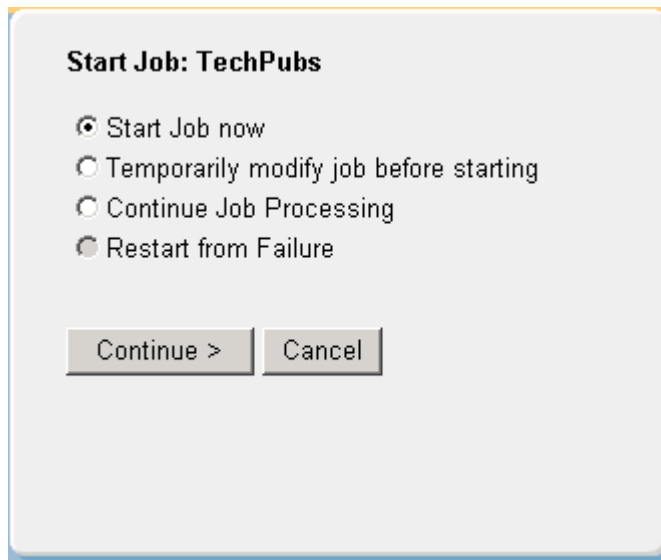 Start Job: TechPubs
Start Job now
Temporarily modify job before starting
Continue Job Processing
Restart from Failure
Continue > Cancel